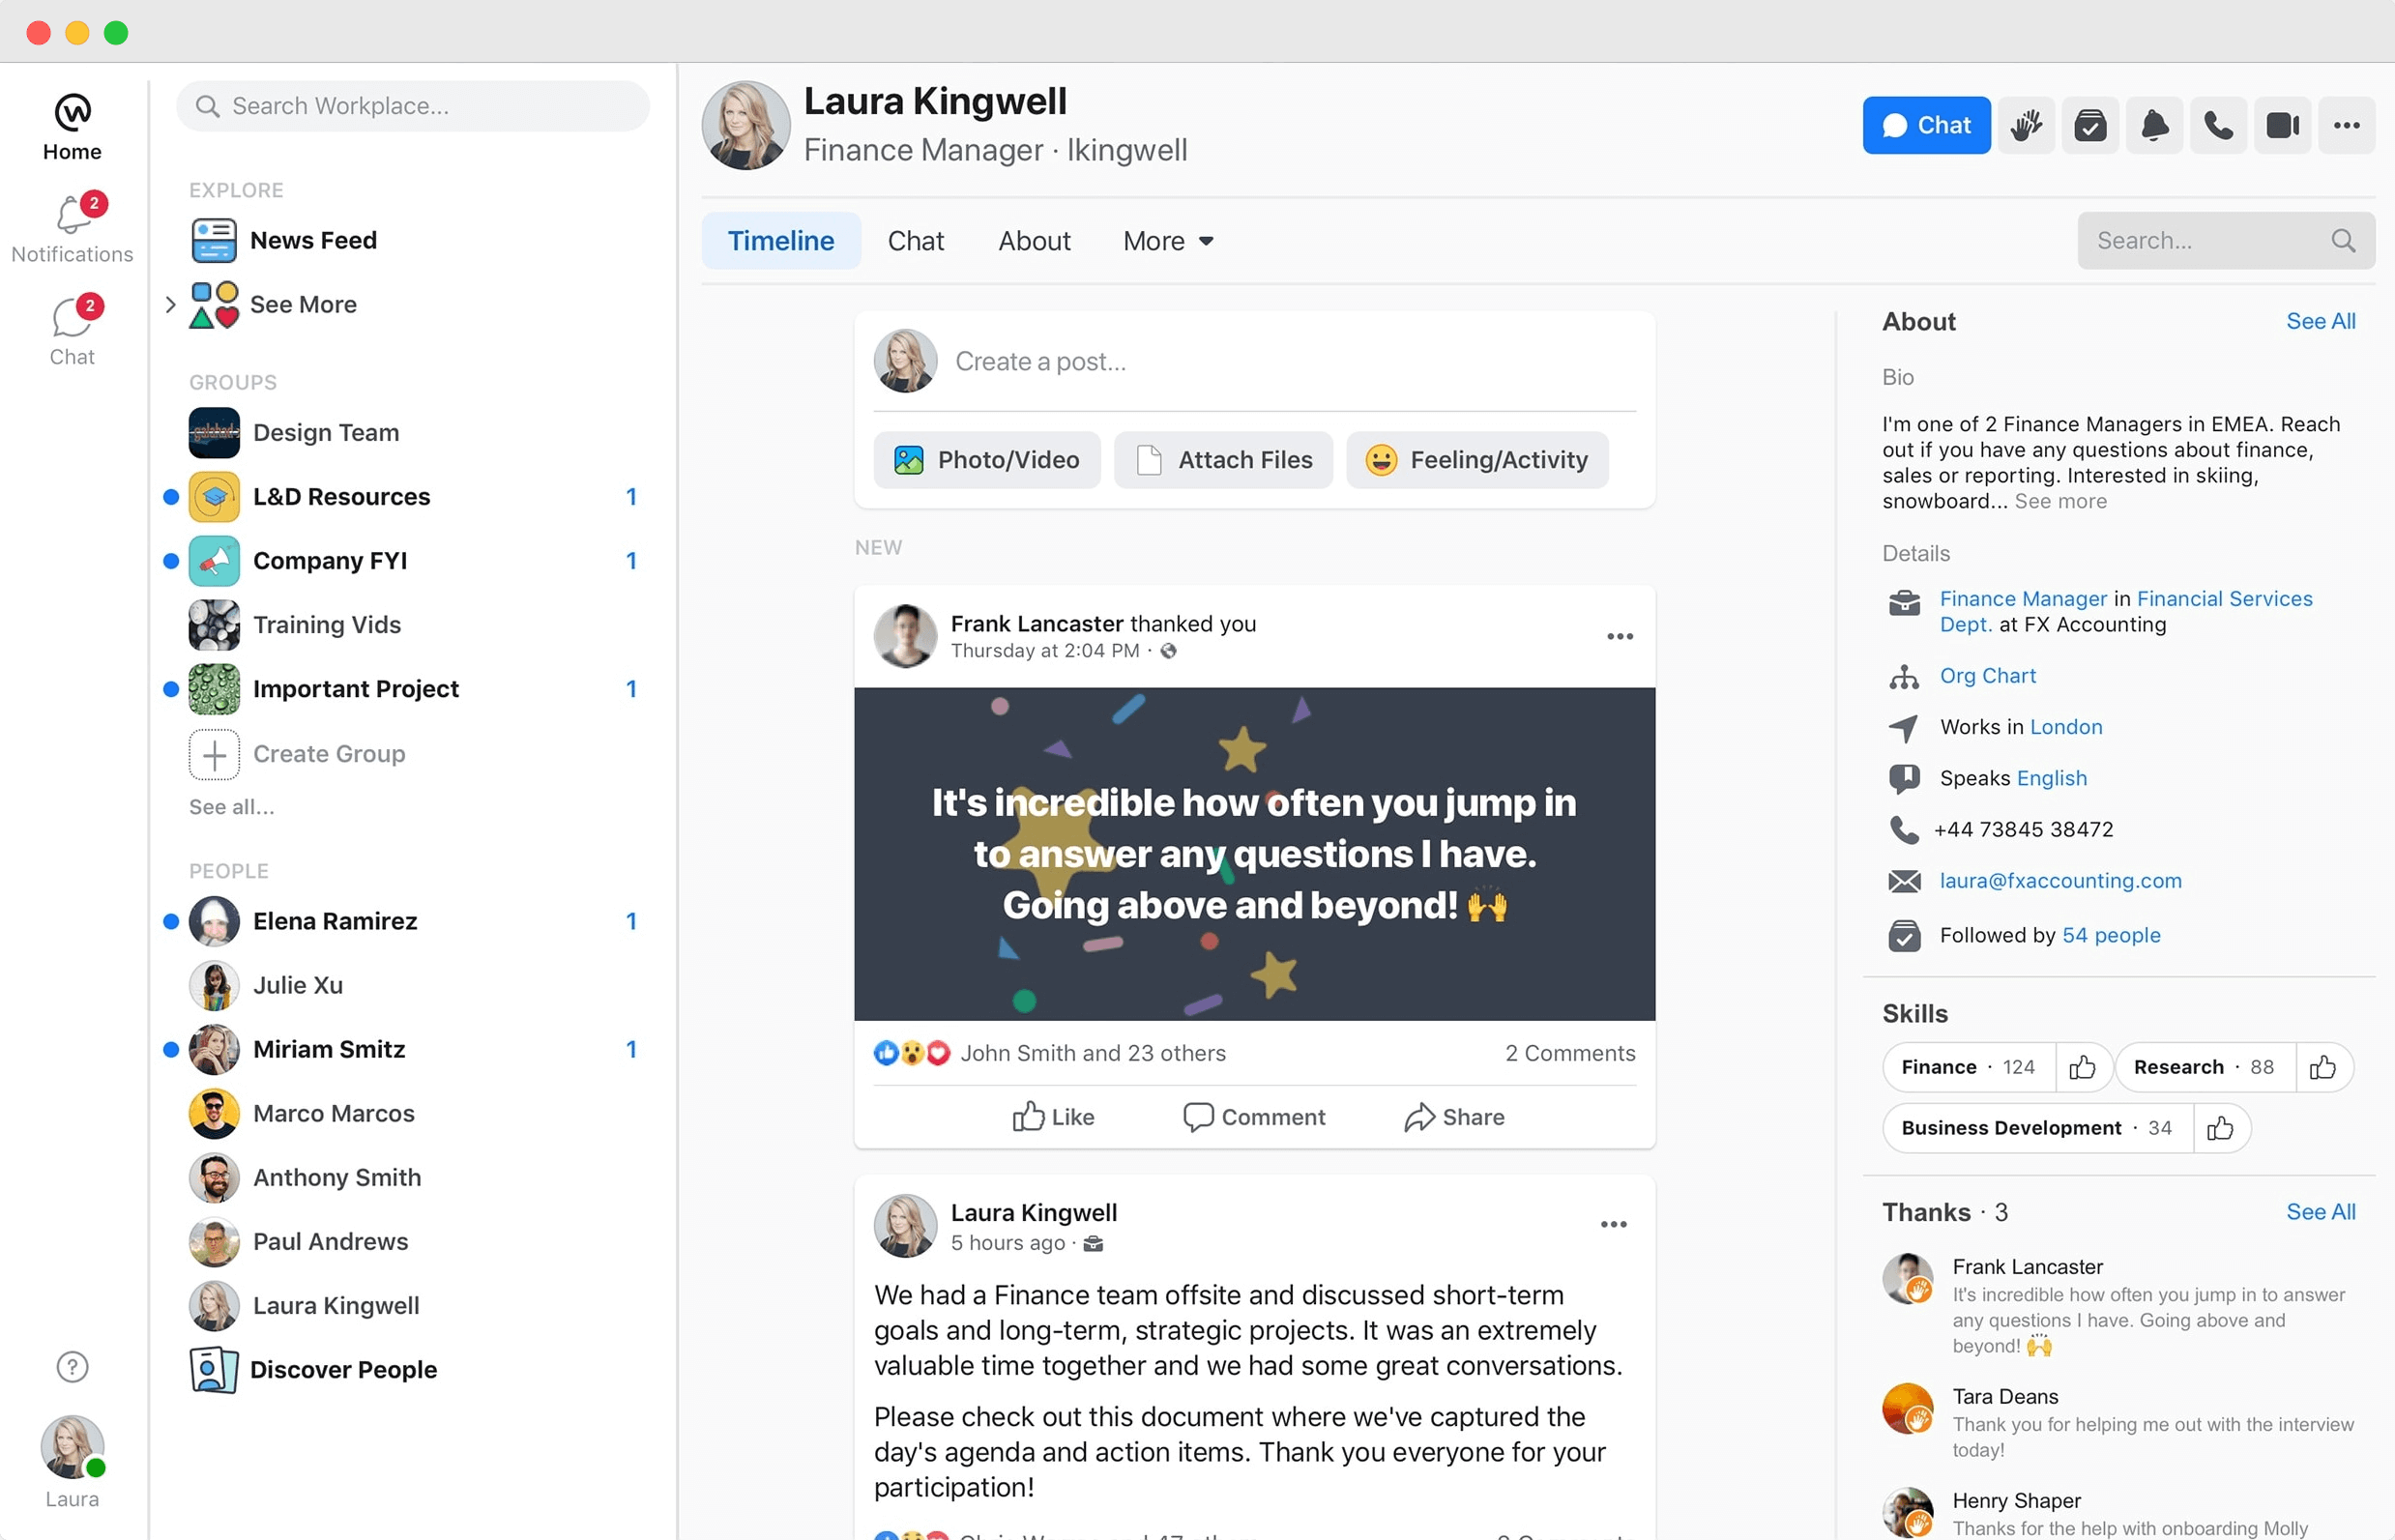 Home
2
Notifications
2
Chat
Laura
Search Workplace...
EXPLORE
News Feed
See More
GROUPS
Design Team
L&D Resources 1
Company FYI 1
Training Vids
Important Project 1
Create Group
See all...
PEOPLE
Elena Ramirez 1
Julie Xu
Miriam Smitz 1
Marco Marcos
Anthony Smith
Paul Andrews
Laura Kingwell
Discover People
Laura Kingwell
Finance Manager · lkingwell
Chat
Timeline Chat About More
Search...
Create a post...
Photo/Video Attach Files Feeling/Activity
NEW
Frank Lancaster thanked you
Thursday at 2:04 PM ·
It's incredible how often you jump in
to answer any questions I have.
Going above and beyond! 🙌
John Smith and 23 others 2 Comments
Like Comment Share
Laura Kingwell
5 hours ago ·
We had a Finance team offsite and discussed short-term
goals and long-term, strategic projects. It was an extremely
valuable time together and we had some great conversations.
Please check out this document where we've captured the
day's agenda and action items. Thank you everyone for your
participation!
About See All
Bio
I'm one of 2 Finance Managers in EMEA. Reach
out if you have any questions about finance,
sales or reporting. Interested in skiing,
snowboard... See more
Details
Finance Manager in Financial Services
Dept. at FX Accounting
Org Chart
Works in London
Speaks English
+44 73845 38472
laura@fxaccounting.com
Followed by 54 people
Skills
Finance · 124 Research · 88
Business Development · 34
Thanks · 3 See All
Frank Lancaster
It's incredible how often you jump in to answer
any questions I have. Going above and
beyond! 🙌
Tara Deans
Thank you for helping me out with the interview
today!
Henry Shaper
Thanks for the help with onboarding Molly